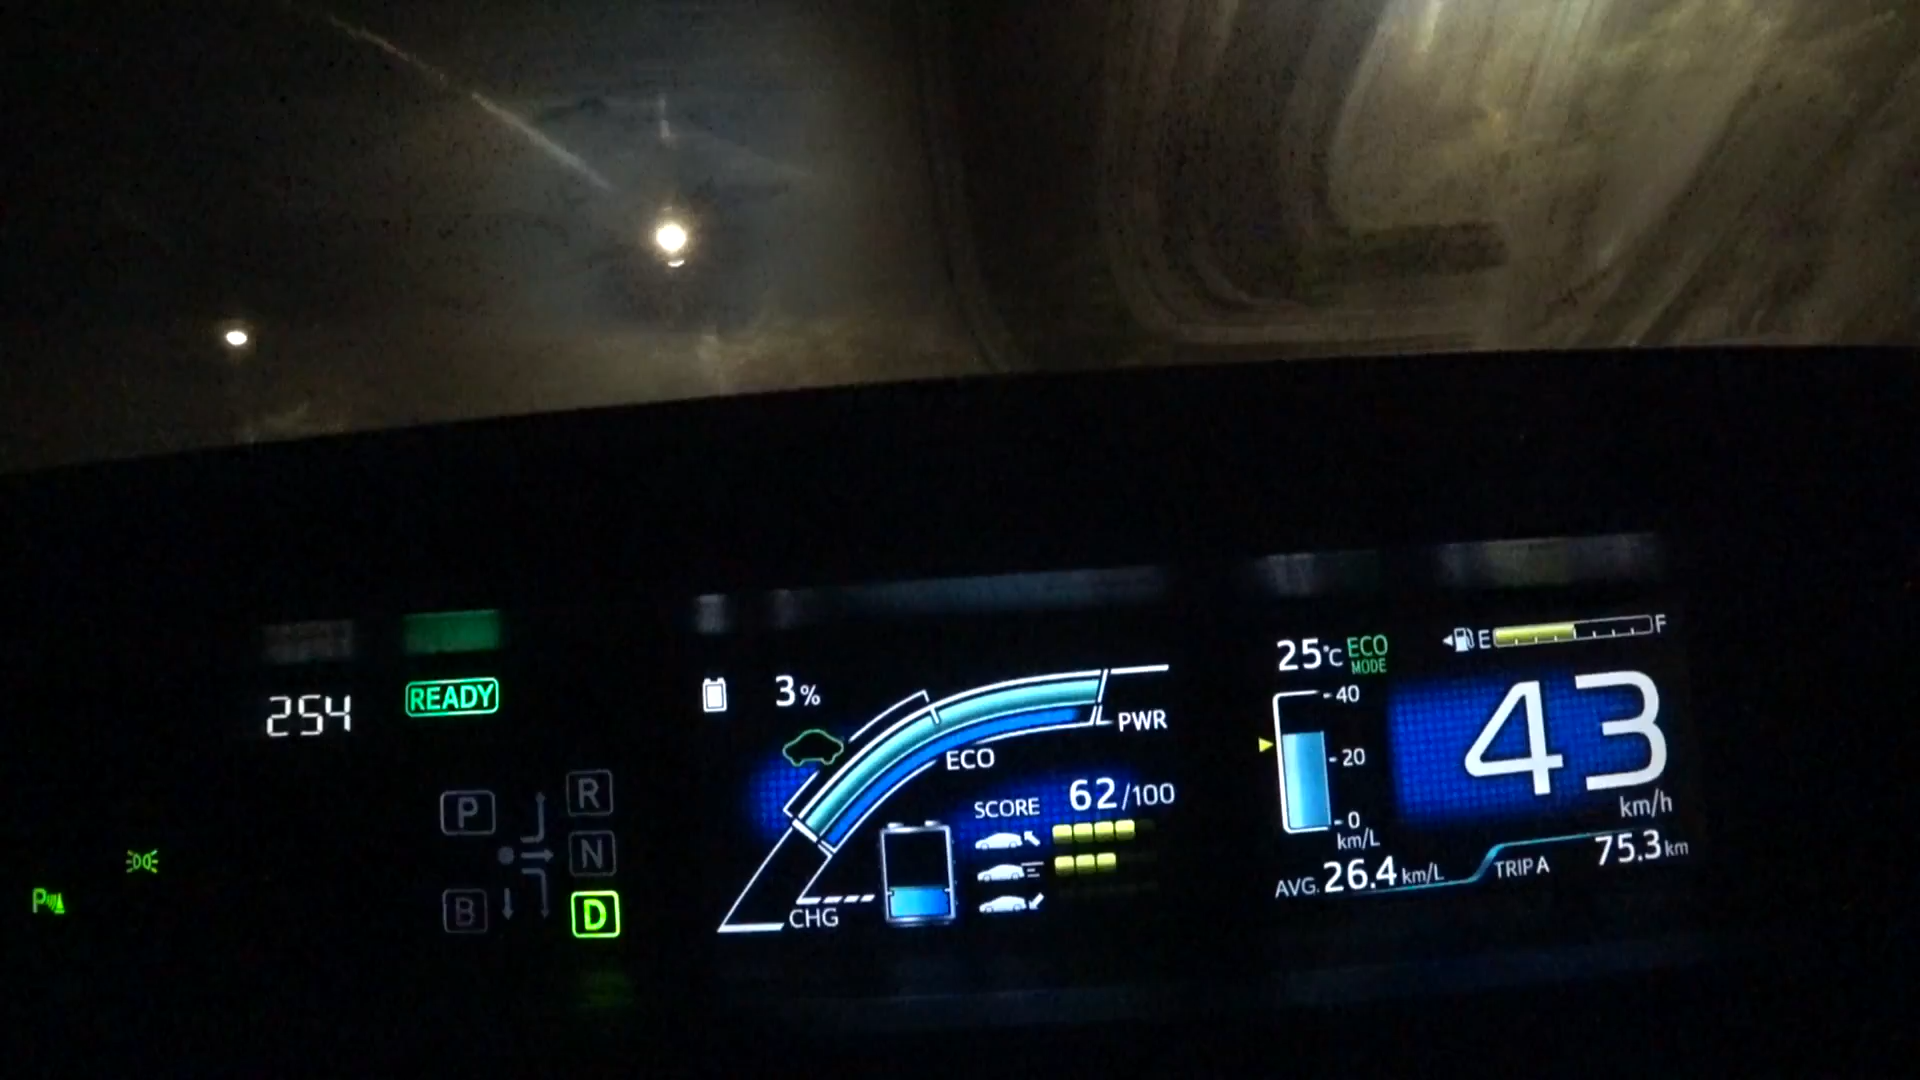 254
READY
P
R
N
B
D
3%
PWR
ECO
SCORE 62/100
CHG
25℃ ECO MODE
E F
40
20
0
km/L
43
km/h
AVG. 26.4 km/L
TRIP A 75.3 km
P